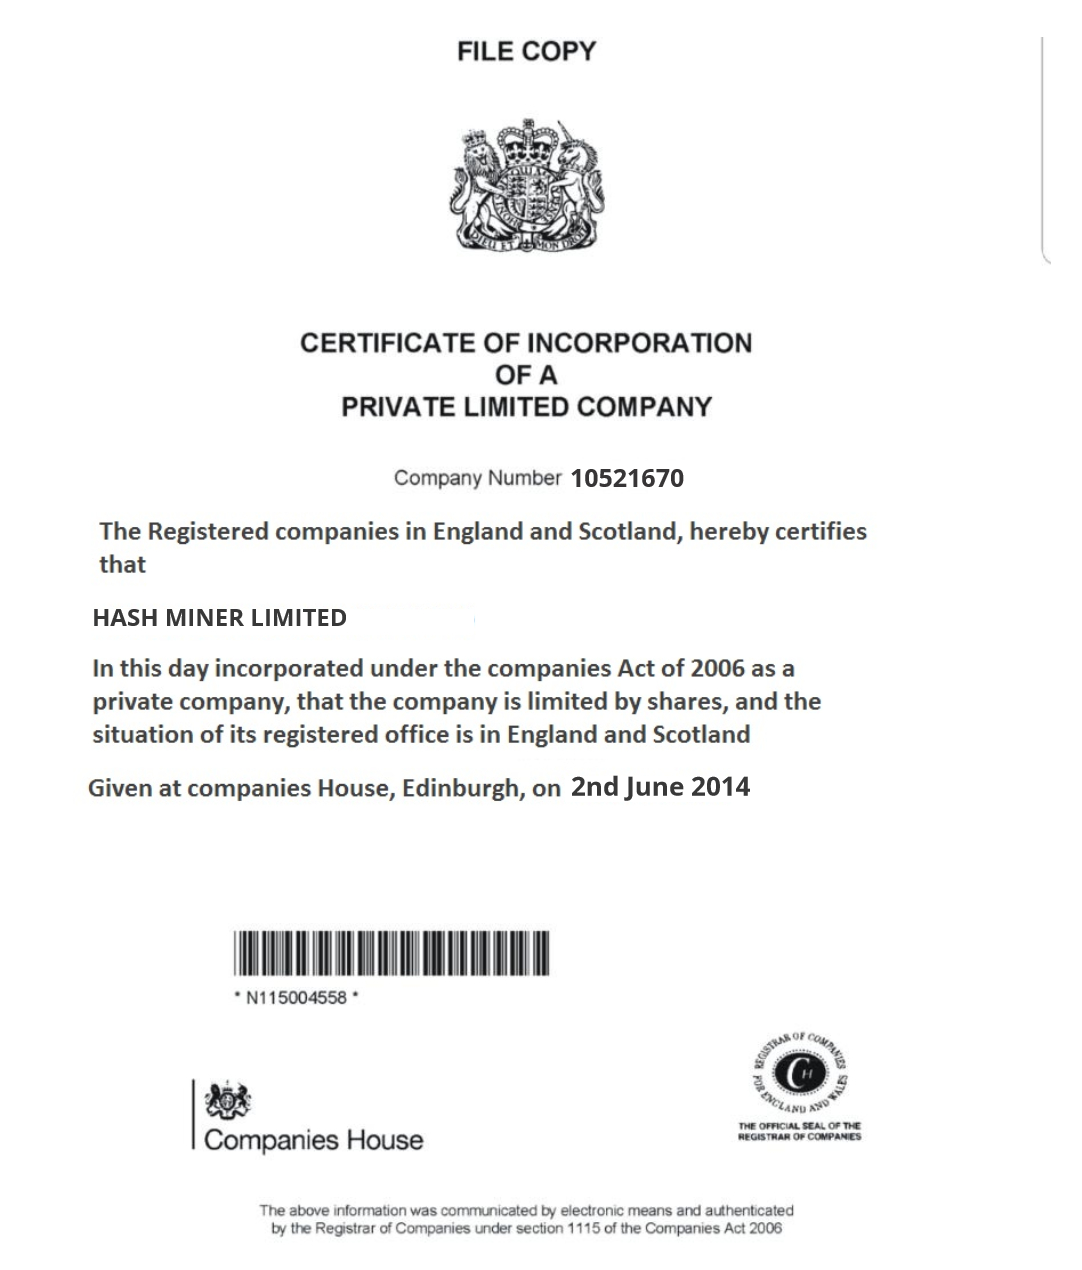 FILE COPY
DIEU ET MON DROIT
CERTIFICATE OF INCORPORATION
OF A
PRIVATE LIMITED COMPANY
Company Number 10521670
The Registered companies in England and Scotland, hereby certifies
that
HASH MINER LIMITED
In this day incorporated under the companies Act of 2006 as a
private company, that the company is limited by shares, and the
situation of its registered office is in England and Scotland
Given at companies House, Edinburgh, on 2nd June 2014
* N115004558 *
REGISTRAR OF COMPANIES
FOR ENGLAND AND WALES
CH
THE OFFICIAL SEAL OF THE
REGISTRAR OF COMPANIES
Companies House
The above information was communicated by electronic means and authenticated
by the Registrar of Companies under section 1115 of the Companies Act 2006